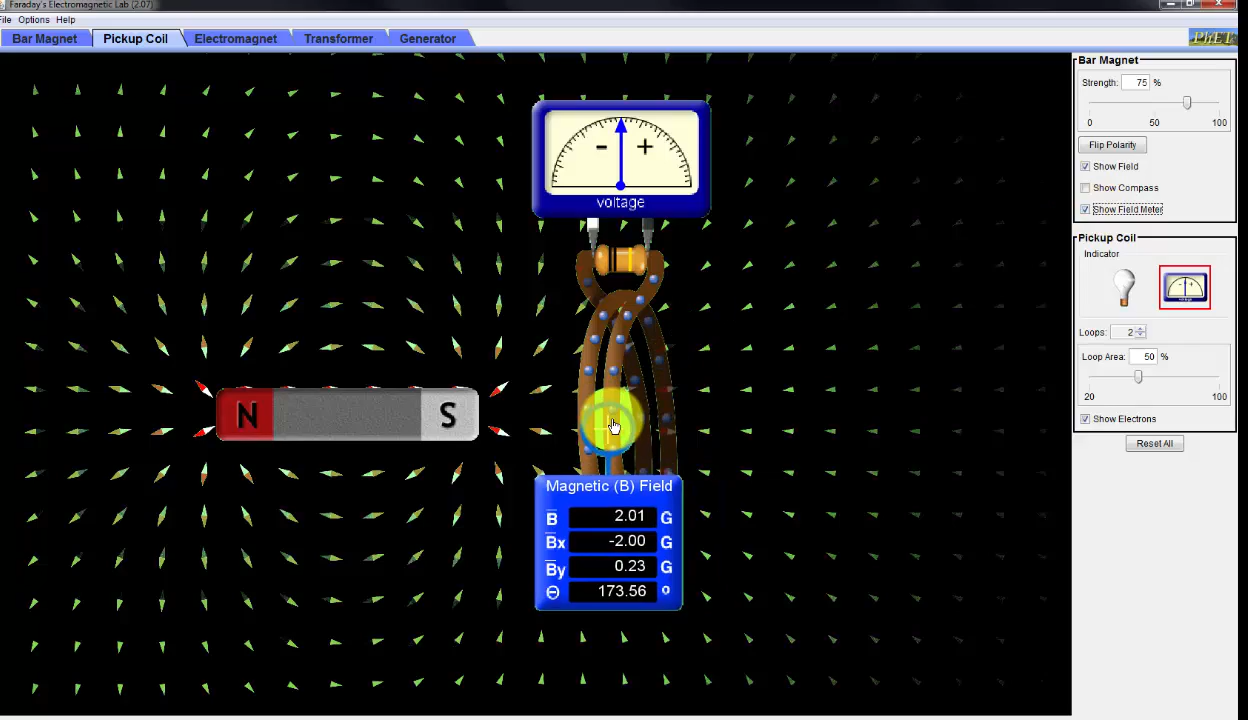 Faraday's Electromagnetic Lab (2.07)
File Options Help
Bar Magnet Pickup Coil Electromagnet Transformer Generator
PhET
Bar Magnet
Strength: 75 %
0 50 100
Flip Polarity
Show Field
Show Compass
Show Field Meter
Pickup Coil
Indicator
voltage
Loops: 2
Loop Area: 50 %
20 100
Show Electrons
Reset All
- +
voltage
N S
Magnetic (B) Field
B 2.01 G
Bx -2.00 G
By 0.23 G
Θ 173.56 o